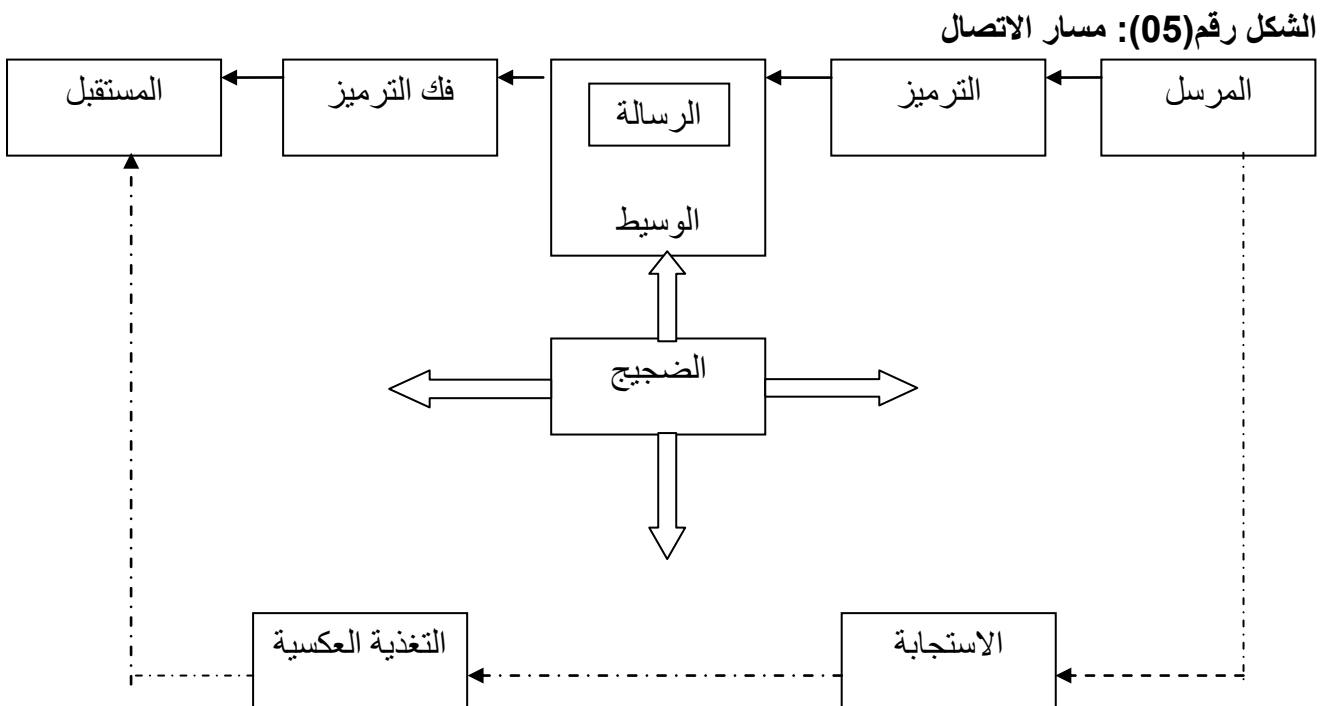 الشكل رقم(05): مسار الاتصال
المرسل
الترميز
الرسالة
الوسيط
فك الترميز
المستقبل
الضجيج
الاستجابة
التغذية العكسية